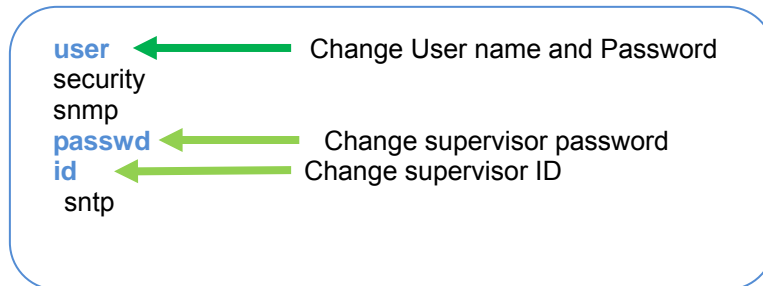 user Change User name and Password
security
snmp
passwd Change supervisor password
id Change supervisor ID
sntp